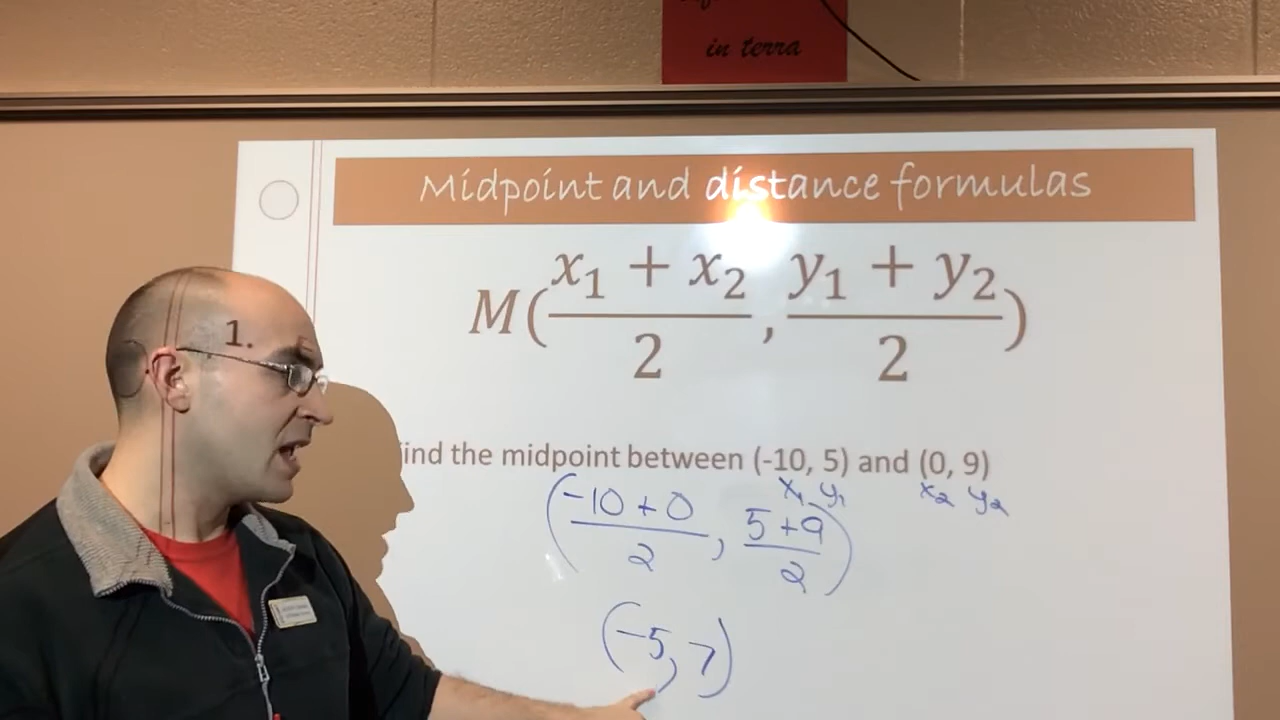 in terra
Midpoint and distance formulas
M(x₁ + x₂/2, y₁ + y₂/2)
1.
ind the midpoint between (-10, 5) and (0, 9)
x₁ y₁ x₂ y₂
(-10 + 0/2, 5 + 9/2)
(-5, 7)